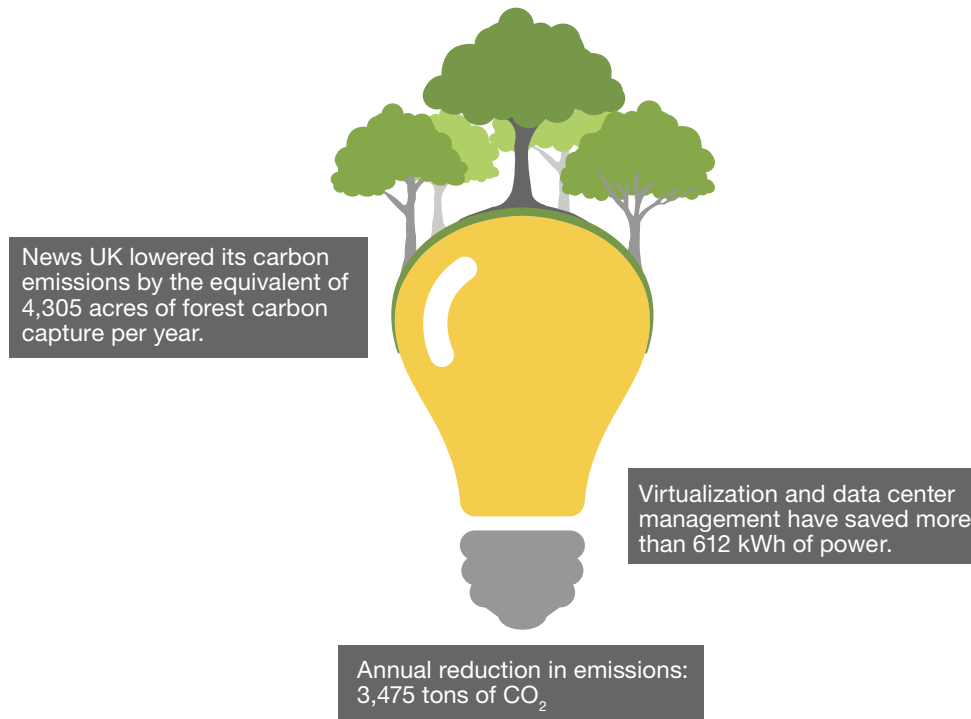 News UK lowered its carbon
emissions by the equivalent of
4,305 acres of forest carbon
capture per year.
Virtualization and data center
management have saved more
than 612 kWh of power.
Annual reduction in emissions:
3,475 tons of CO₂